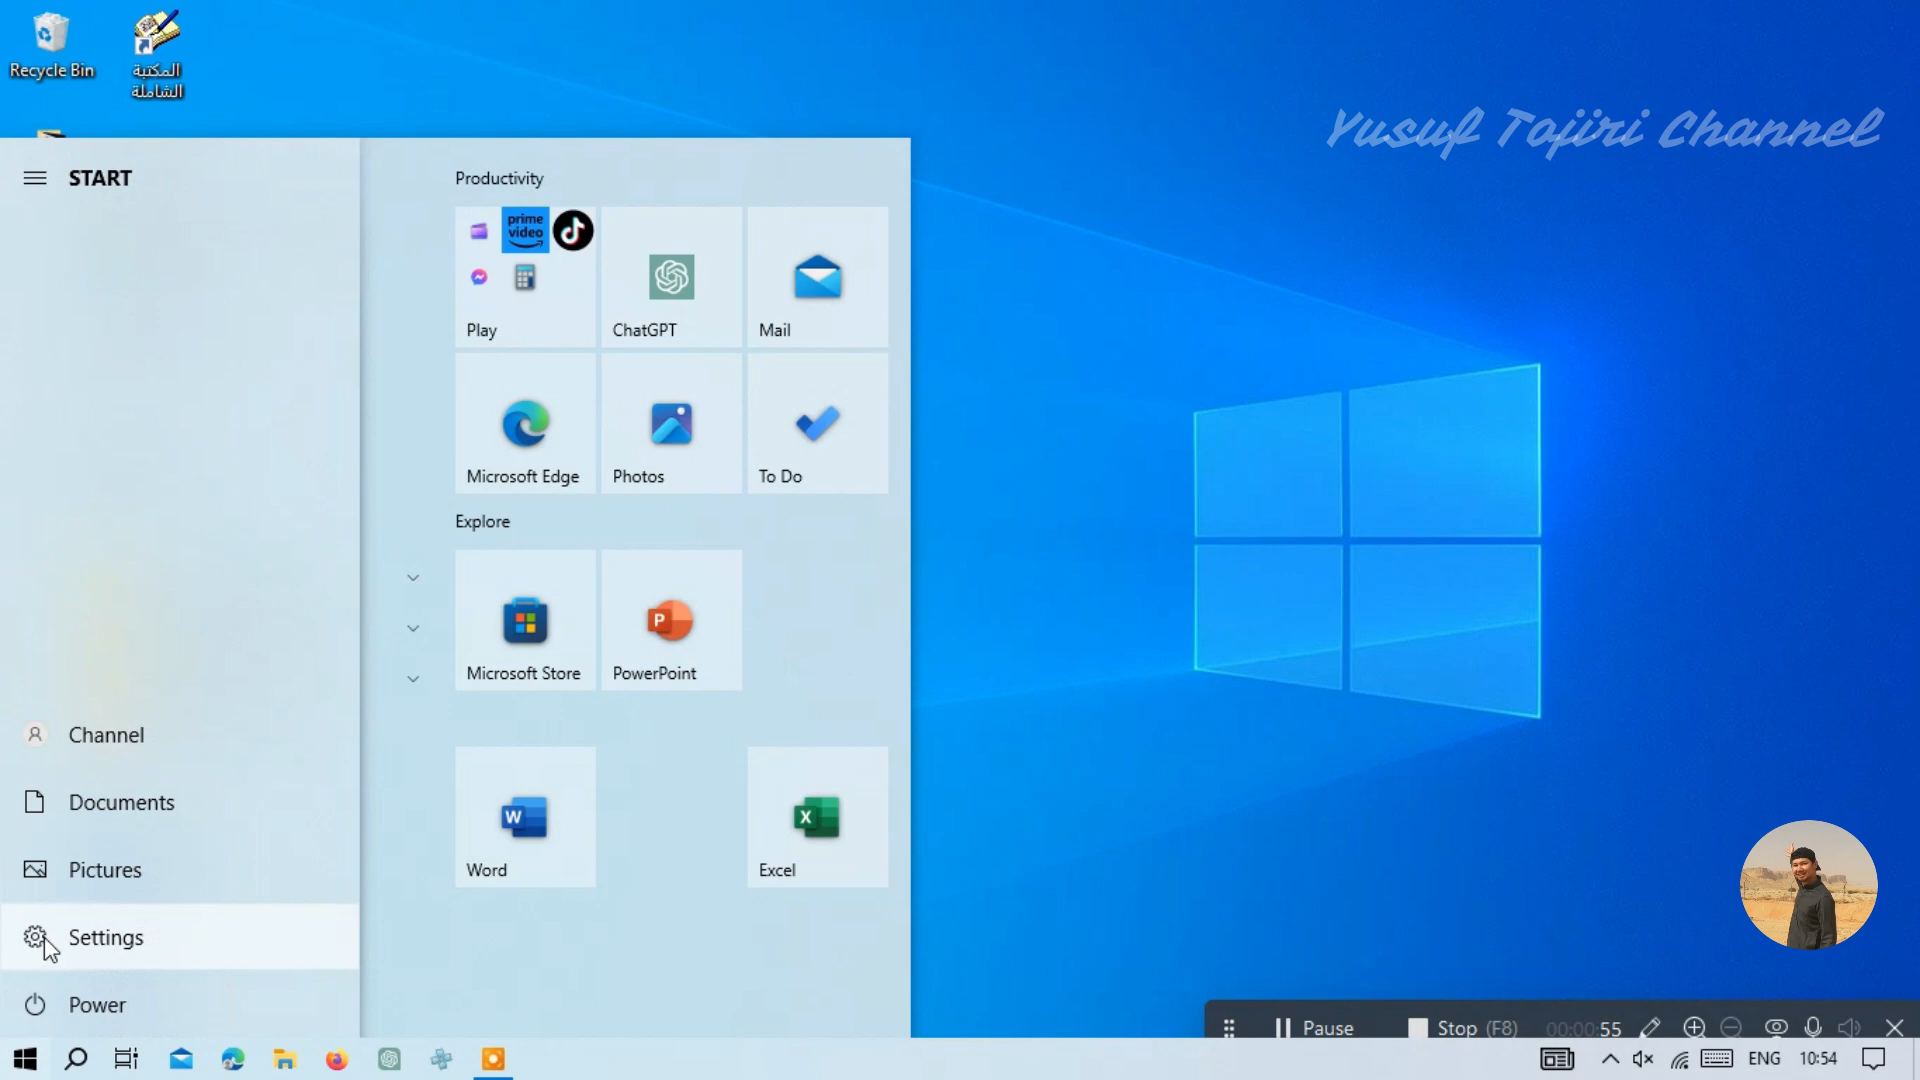 Recycle Bin
المكتبة
الشاملة
Yusuf Tajiri Channel
START
Productivity
prime
video
Play
ChatGPT
Mail
Microsoft Edge
Photos
To Do
Explore
Microsoft Store
P
PowerPoint
Channel
Documents
W
Word
X
Excel
Pictures
Settings
Power
Pause
Stop (F8)
00:00:55
ENG
10:54